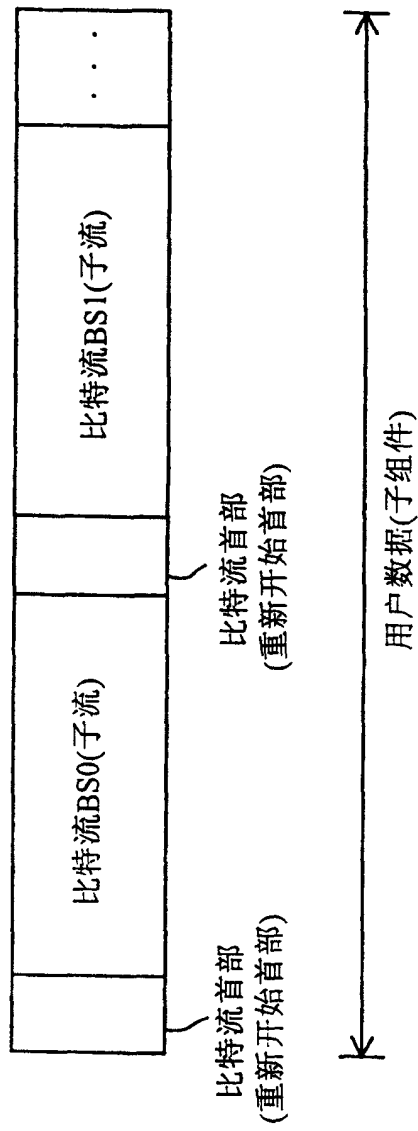 比特流BS0(子流)
比特流BS1(子流)
. . .
比特流首部
(重新开始首部)
比特流首部
(重新开始首部)
用户数据(子组件)